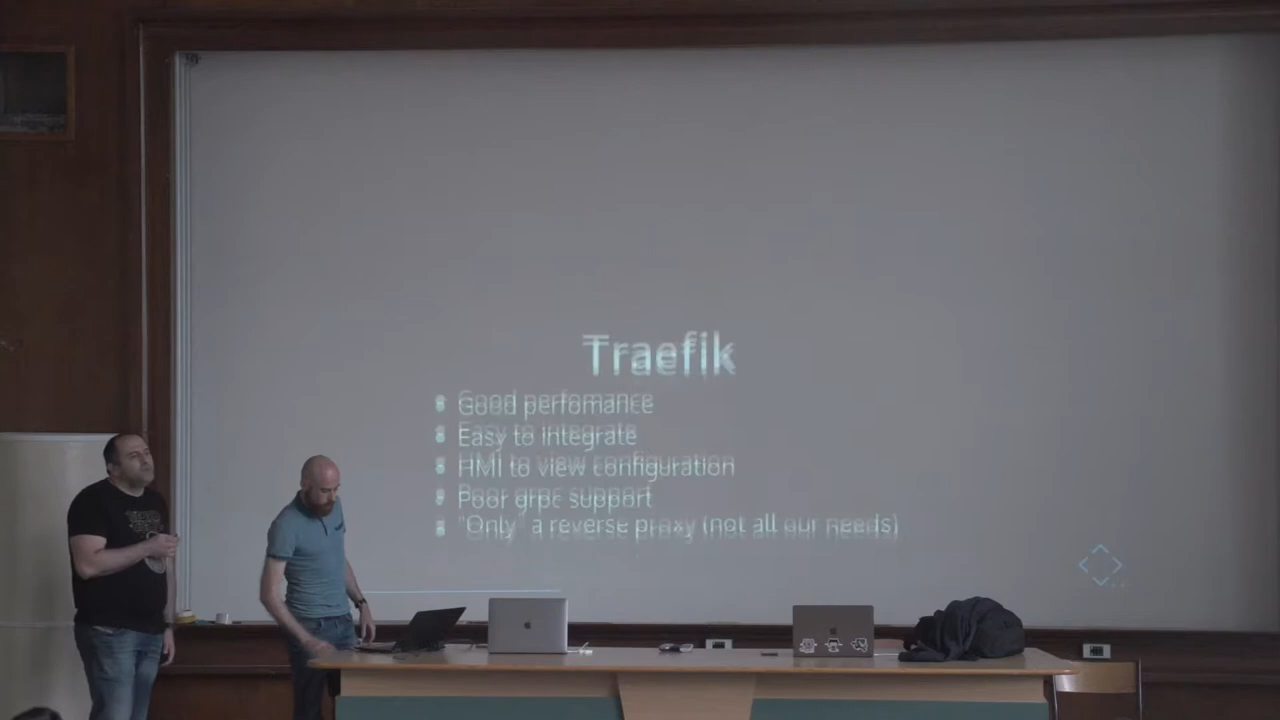 Traefik
Good perfomance
Easy to integrate
HMI to view configuration
Poor grpc support
"Only" a reverse proxy (not all our needs)